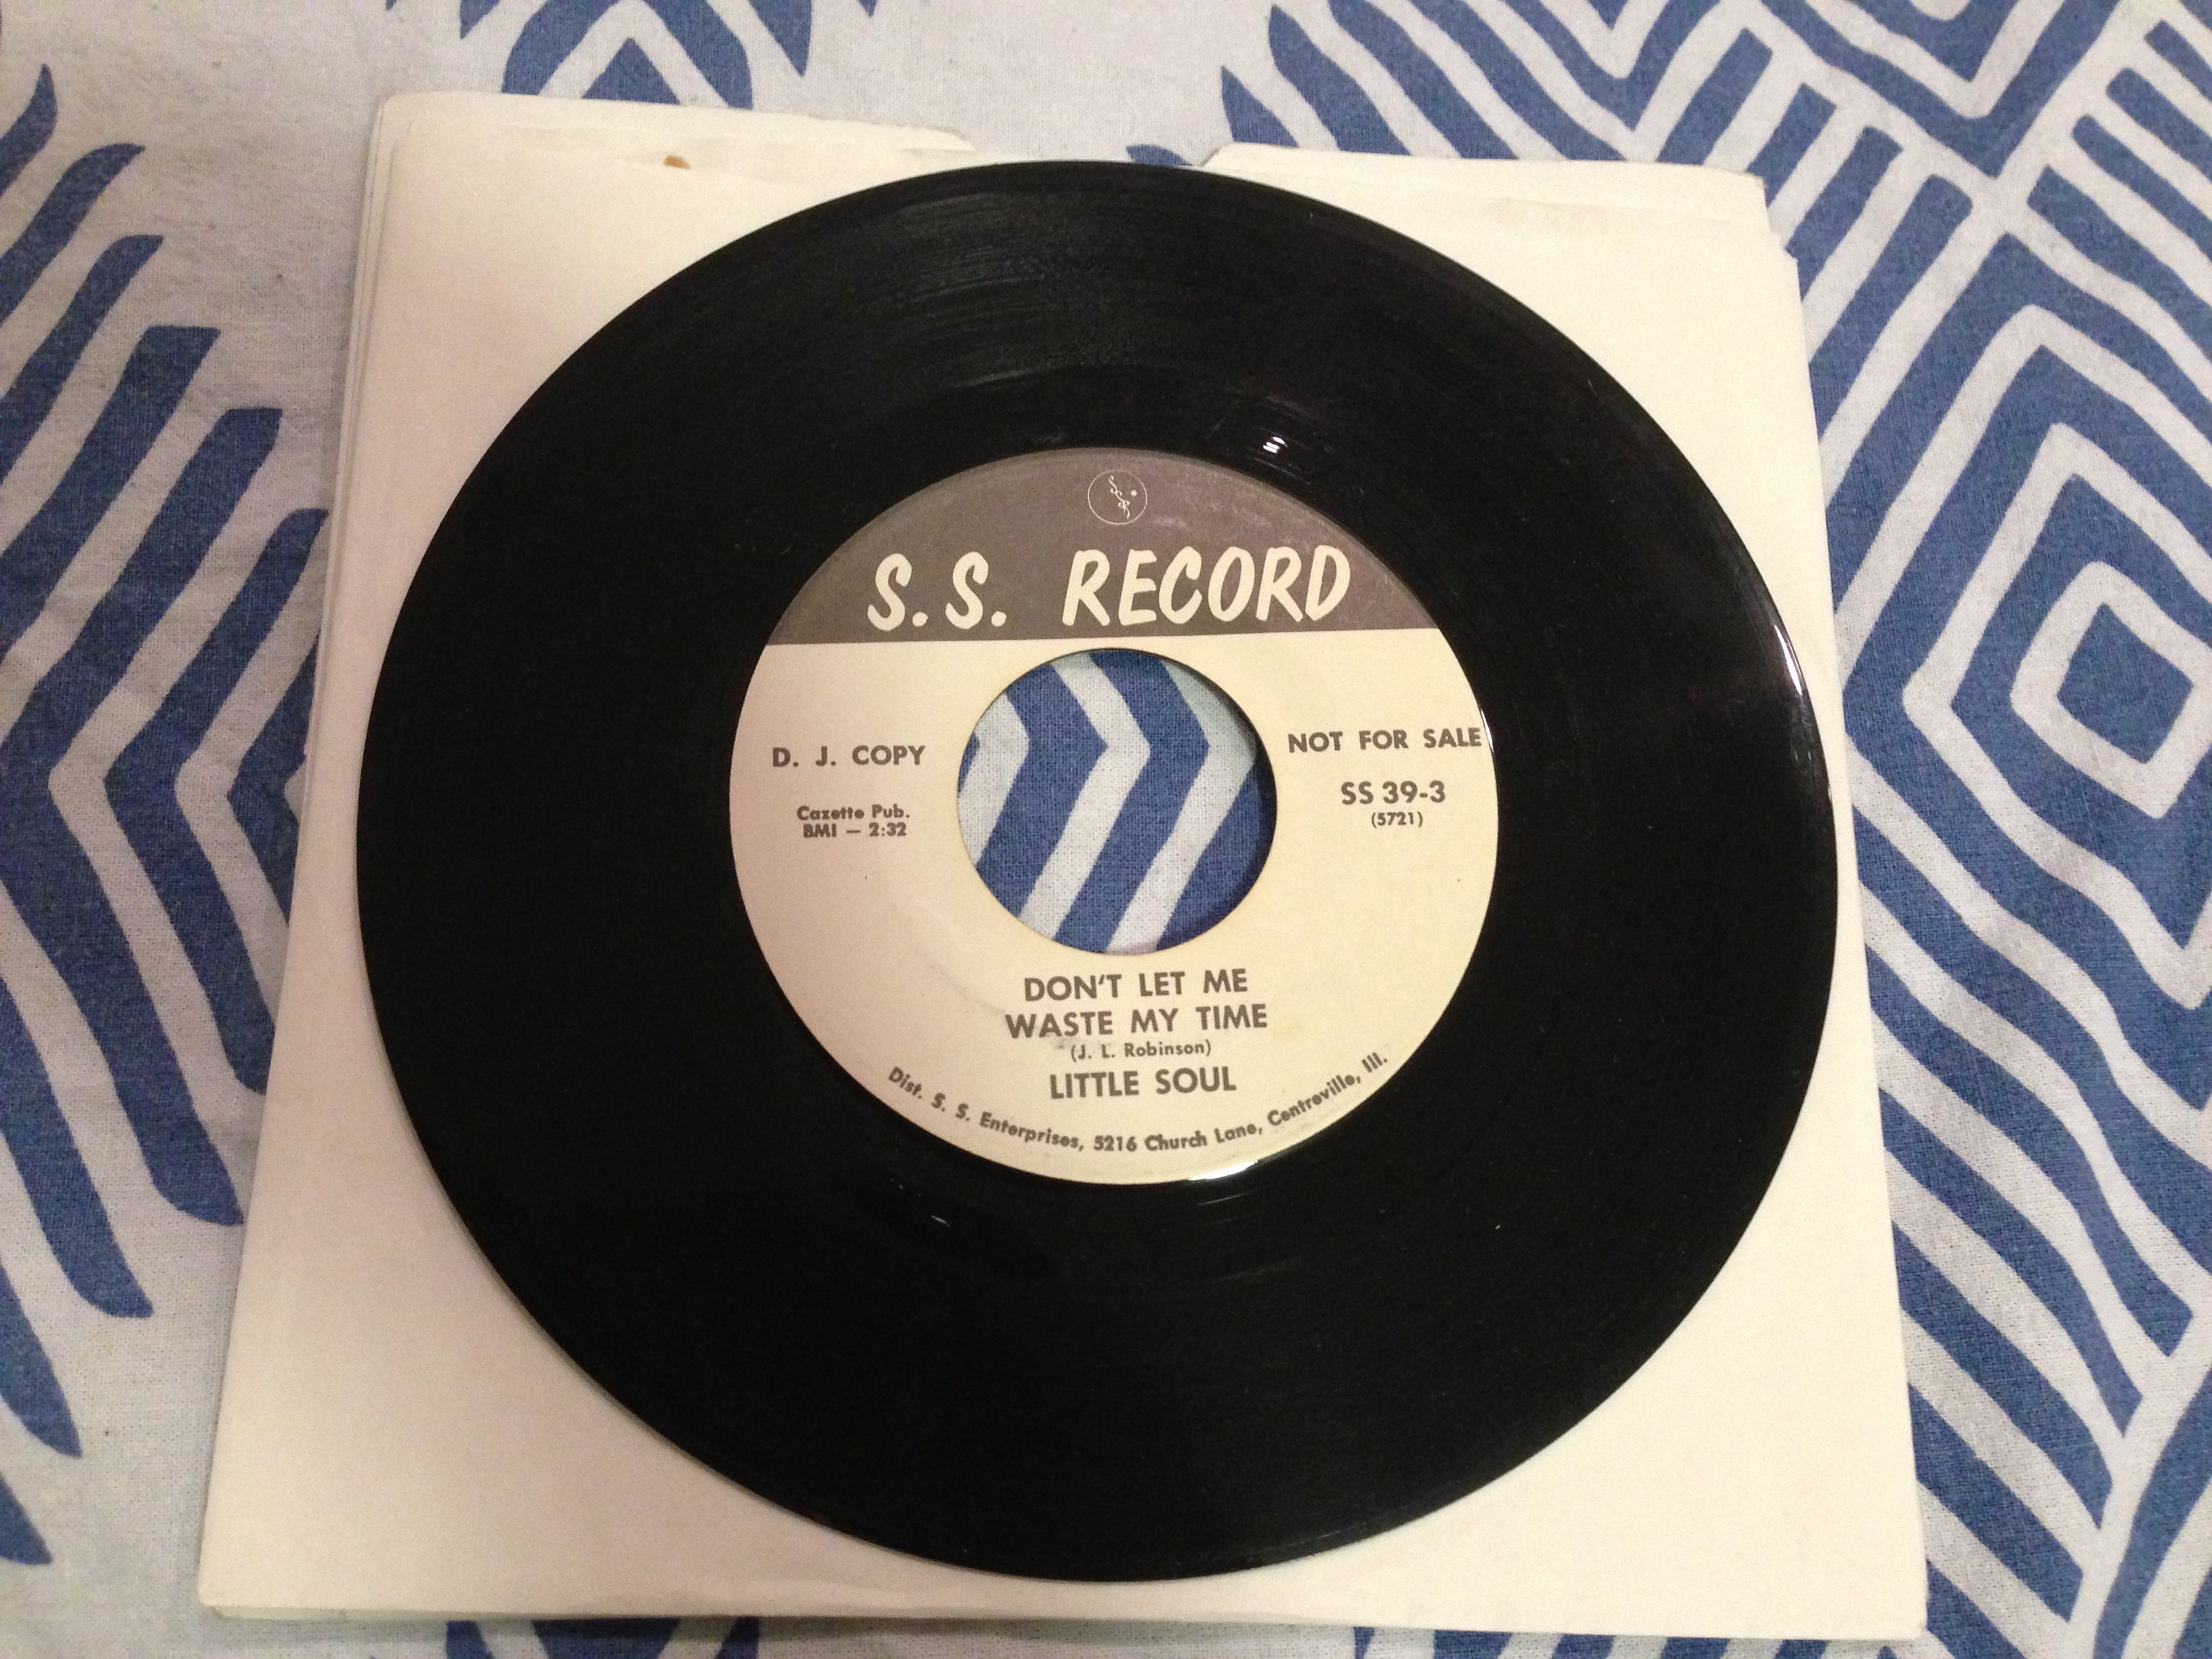 S.S. RECORD
D. J. COPY
Cazette Pub.
BMI — 2:32
NOT FOR SALE
SS 39-3
(5721)
DON'T LET ME
WASTE MY TIME
(J. L. Robinson)
LITTLE SOUL
Dist. S. S. Enterprises, 5216 Church Lane, Centreville, Ill.